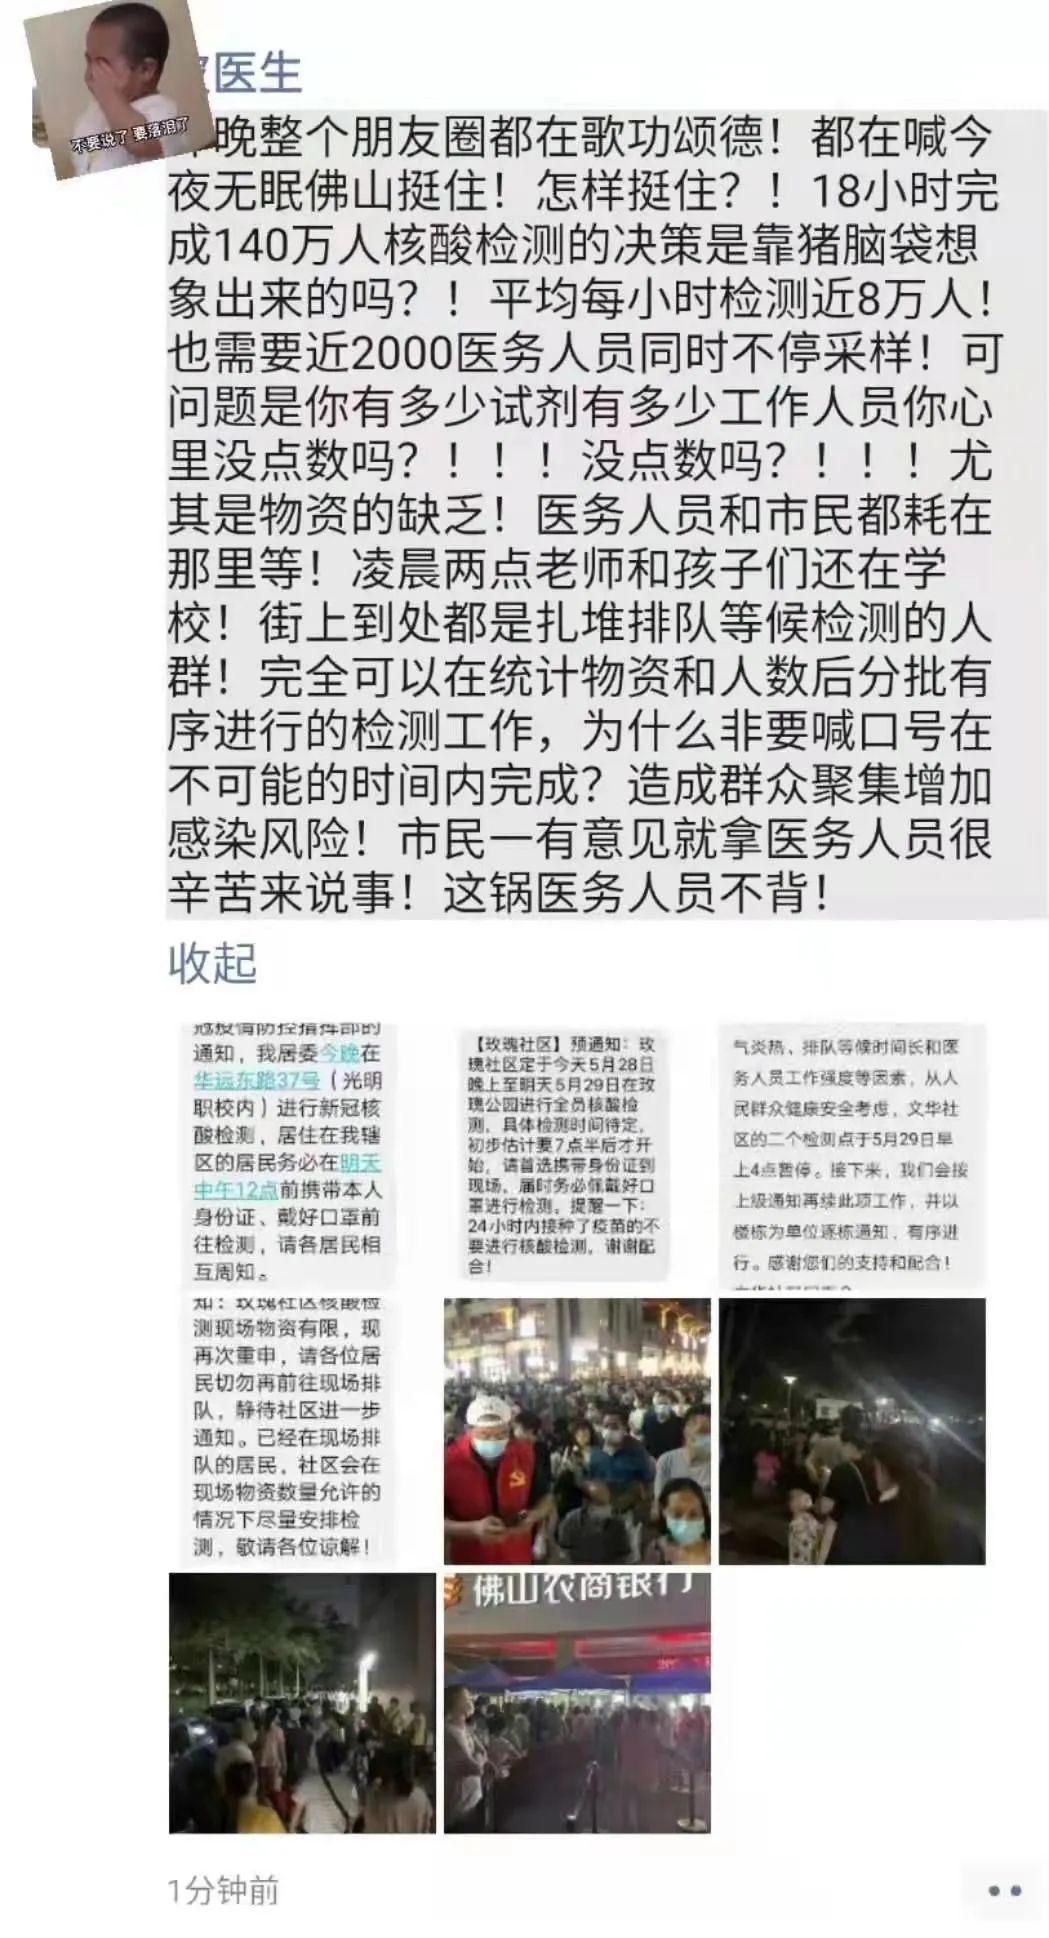 医生
不要说了 要落泪了
晚整个朋友圈都在歌功颂德！都在喊今
夜无眠佛山挺住！怎样挺住？！18小时完
成140万人核酸检测的决策是靠猪脑袋想
象出来的吗？！平均每小时检测近8万人！
也需要近2000医务人员同时不停采样！可
问题是你有多少试剂有多少工作人员你心
里没点数吗？！！！没点数吗？！！！尤
其是物资的缺乏！医务人员和市民都耗在
那里等！凌晨两点老师和孩子们还在学
校！街上到处都是扎堆排队等候检测的人
群！完全可以在统计物资和人数后分批有
序进行的检测工作，为什么非要喊口号在
不可能的时间内完成？造成群众聚集增加
感染风险！市民一有意见就拿医务人员很
辛苦来说事！这锅医务人员不背！
收起
冠疫情防控指挥部的
通知，我居委今晚在
华远东路37号（光明
职校内）进行新冠核
酸检测，居住在我辖
区的居民务必在明天
中午12点前携带本人
身份证、戴好口罩前
往检测，请各居民相
互周知。
【玫瑰社区】预通知：玫
瑰社区定于今天5月28日
晚上至明天5月29日在玫
瑰公园进行全员核酸检
测，具体检测时间待定，
初步估计要7点半后才开
始，请首选携带身份证到
现场，届时务必佩戴好口
罩进行检测。提醒一下：
24小时内接种了疫苗的不
要进行核酸检测，谢谢配
合！
气炎热、排队等候时间长和医
务人员工作强度等因素，从人
民群众健康安全考虑，文华社
区的二个检测点于5月29日早
上4点暂停。接下来，我们会按
上级通知再续此项工作，并以
楼栋为单位逐栋通知，有序进
行。感谢您们的支持和配合！
知：玫瑰社区核酸检
测现场物资有限，现
再次重申，请各位居
民切勿再前往现场排
队，静待社区进一步
通知。已经在现场排
队的居民，社区会在
现场物资数量允许的
情况下尽量安排检
测，敬请各位谅解！
佛山农商银行
1分钟前